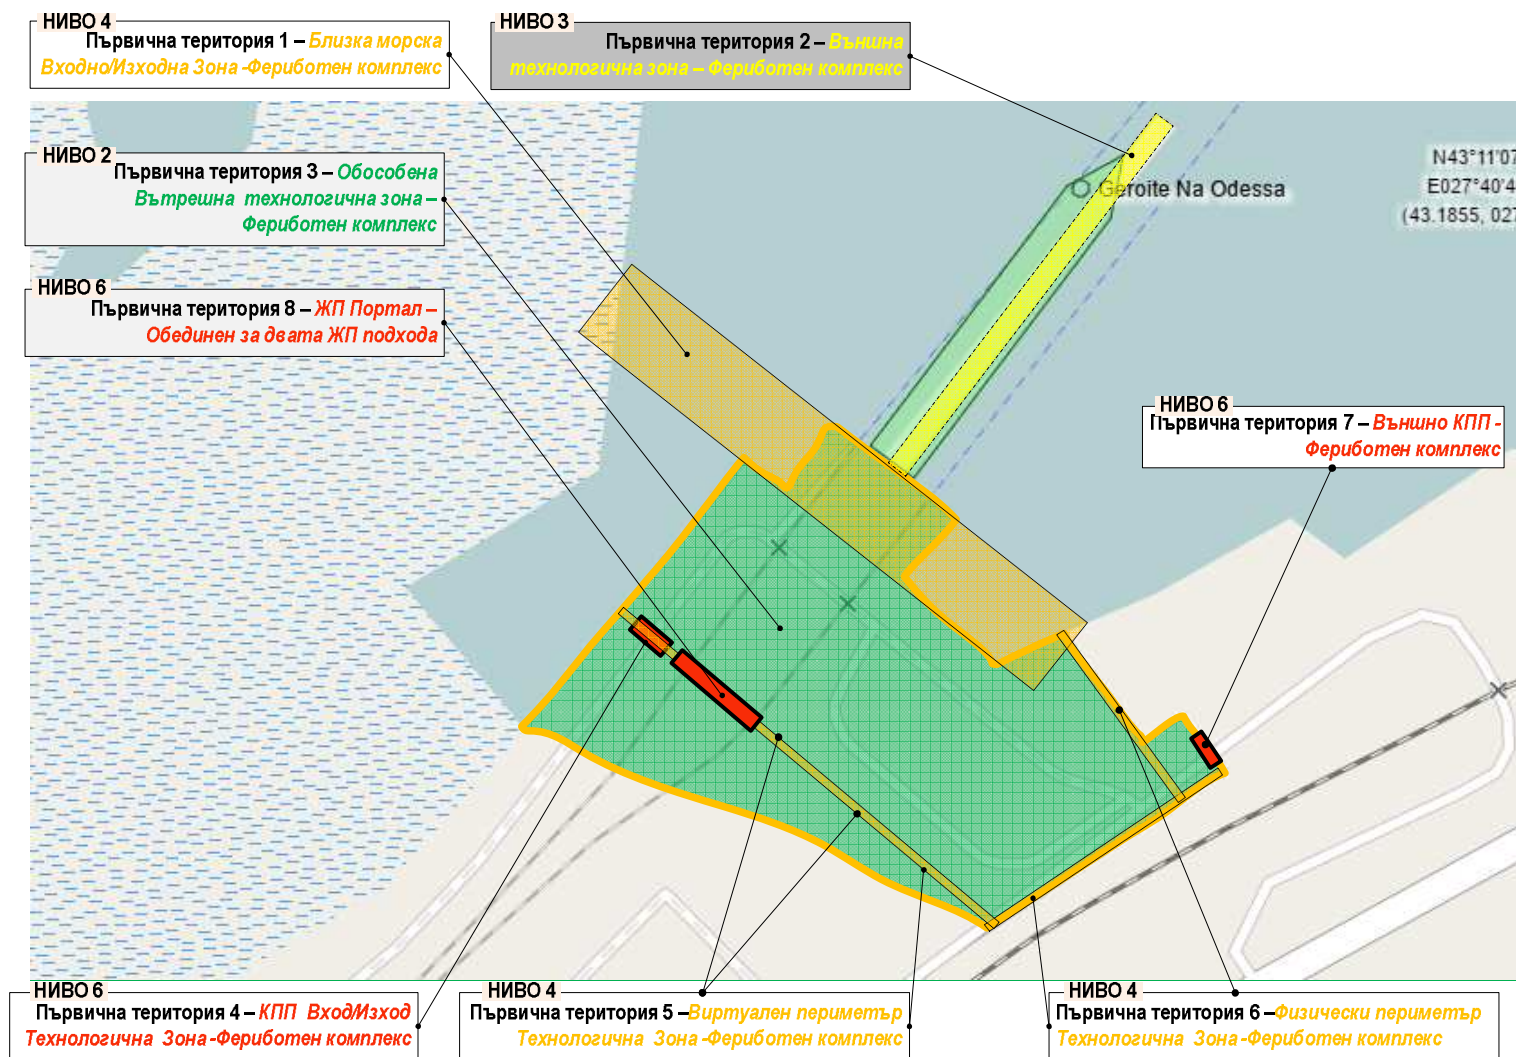 НИВО 4
Първична територия 1 – Близка морска
Входно/Изходна Зона -Фериботен комплекс
НИВО 3
Първична територия 2 – Външна
технологична зона – Фериботен комплекс
НИВО 2
Първична територия 3 – Обособена
Вътрешна технологична зона –
Фериботен комплекс
НИВО 6
Първична територия 8 – ЖП Портал –
Обединен за двата ЖП подхода
Geroite Na Odessa
N43°11'07
E027°40'4
(43.1855, 027
НИВО 6
Първична територия 7 – Външно КПП -
Фериботен комплекс
НИВО 6
Първична територия 4 – КПП Вход/Изход
Технологична Зона -Фериботен комплекс
НИВО 4
Първична територия 5 –Виртуален периметър
Технологична Зона -Фериботен комплекс
НИВО 4
Първична територия 6 –Физически периметър
Технологична Зона -Фериботен комплекс